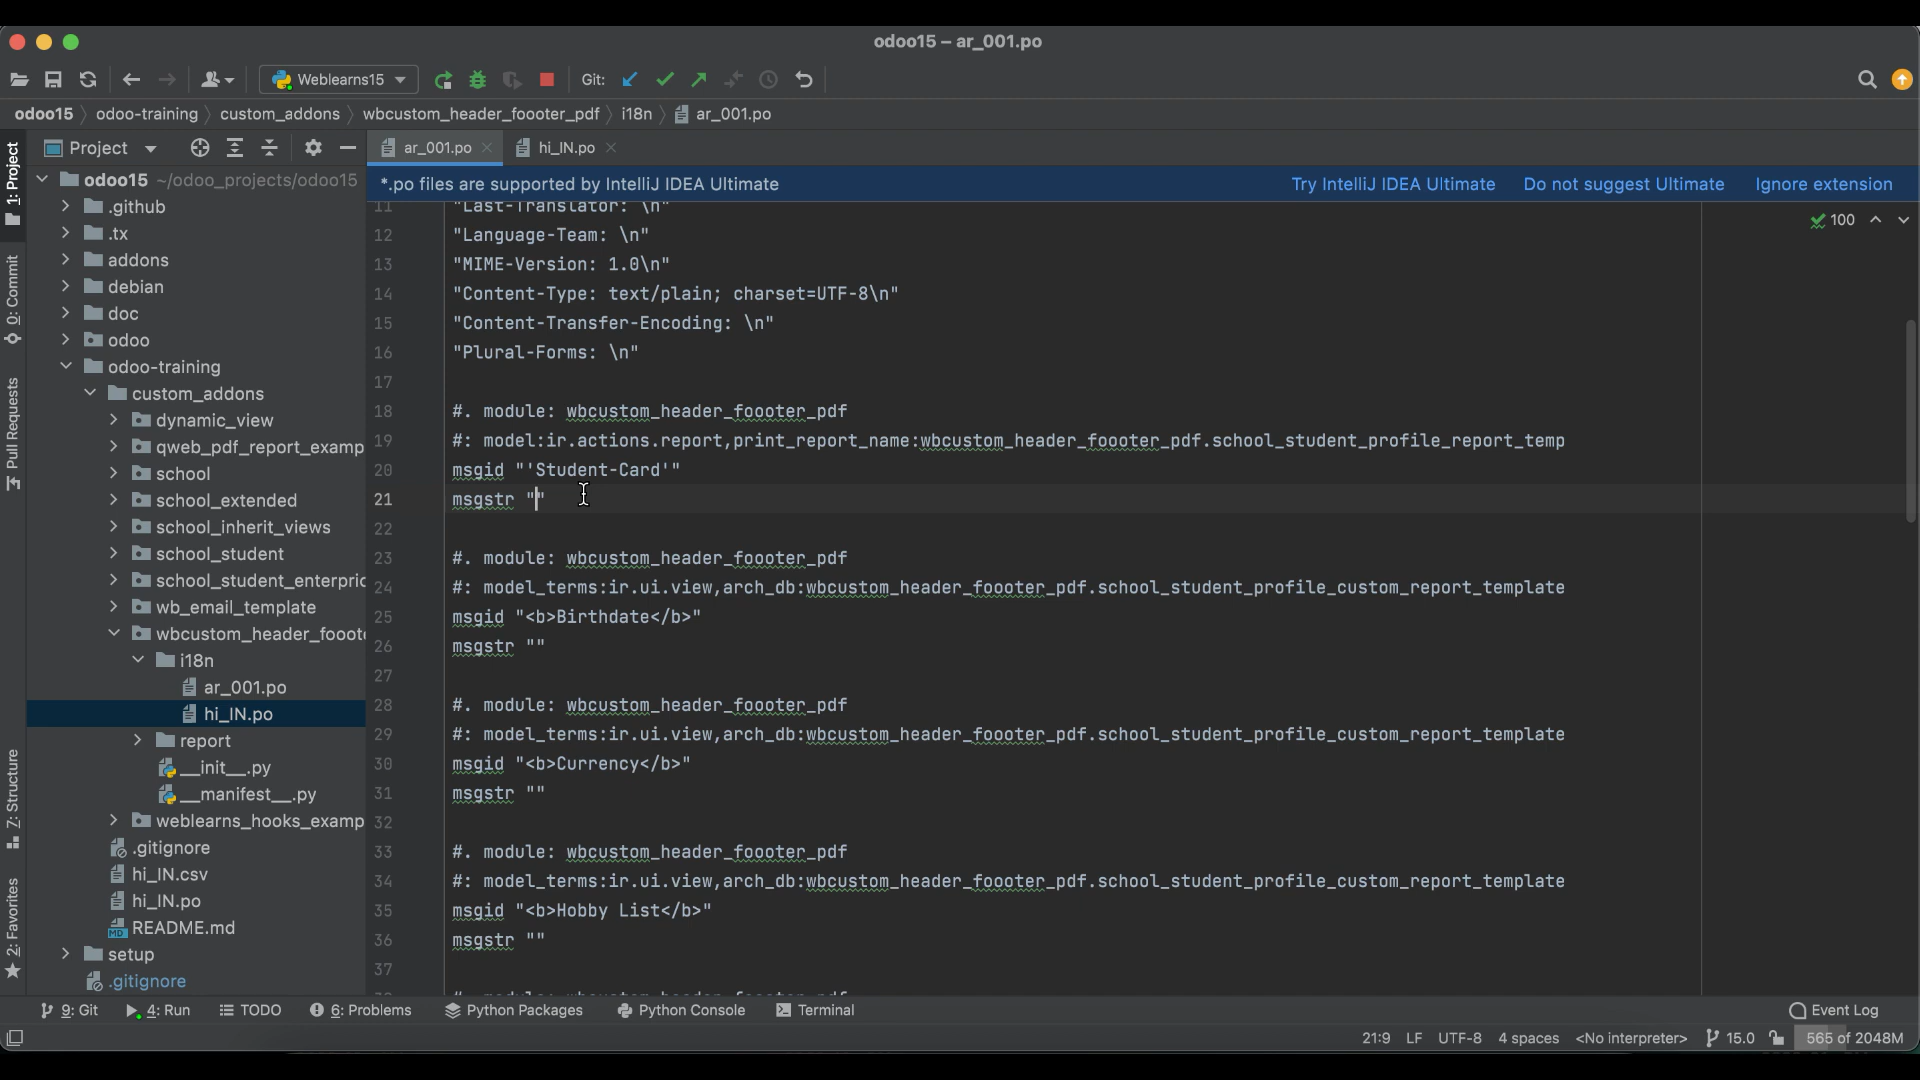 odoo15 – ar_001.po
Weblearns15
Git:
odoo15 odoo-training custom_addons wbcustom_header_foooter_pdf i18n ar_001.po
Project
ar_001.po
hi_IN.po
*.po files are supported by IntelliJ IDEA Ultimate
Try IntelliJ IDEA Ultimate Do not suggest Ultimate Ignore extension
1: Project
0: Commit
Pull Requests
Z: Structure
2: Favorites
odoo15 ~/odoo_projects/odoo15
.github
.tx
addons
debian
doc
odoo
odoo-training
custom_addons
dynamic_view
qweb_pdf_report_examp
school
school_extended
school_inherit_views
school_student
school_student_enterpric
wb_email_template
wbcustom_header_fooot
i18n
ar_001.po
hi_IN.po
report
__init__.py
__manifest__.py
weblearns_hooks_examp
.gitignore
hi_IN.csv
hi_IN.po
README.md
setup
.gitignore
100
11 "Last-Translator: \n"
12 "Language-Team: \n"
13 "MIME-Version: 1.0\n"
14 "Content-Type: text/plain; charset=UTF-8\n"
15 "Content-Transfer-Encoding: \n"
16 "Plural-Forms: \n"
17
18 #. module: wbcustom_header_foooter_pdf
19 #: model:ir.actions.report,print_report_name:wbcustom_header_foooter_pdf.school_student_profile_report_temp
20 msgid "'Student-Card'"
21 msgstr ""
22
23 #. module: wbcustom_header_foooter_pdf
24 #: model_terms:ir.ui.view,arch_db:wbcustom_header_foooter_pdf.school_student_profile_custom_report_template
25 msgid "<b>Birthdate</b>"
26 msgstr ""
27
28 #. module: wbcustom_header_foooter_pdf
29 #: model_terms:ir.ui.view,arch_db:wbcustom_header_foooter_pdf.school_student_profile_custom_report_template
30 msgid "<b>Currency</b>"
31 msgstr ""
32
33 #. module: wbcustom_header_foooter_pdf
34 #: model_terms:ir.ui.view,arch_db:wbcustom_header_foooter_pdf.school_student_profile_custom_report_template
35 msgid "<b>Hobby List</b>"
36 msgstr ""
37
9: Git 4: Run TODO 6: Problems Python Packages Python Console Terminal Event Log
21:9 LF UTF-8 4 spaces <No interpreter> 15.0 565 of 2048M